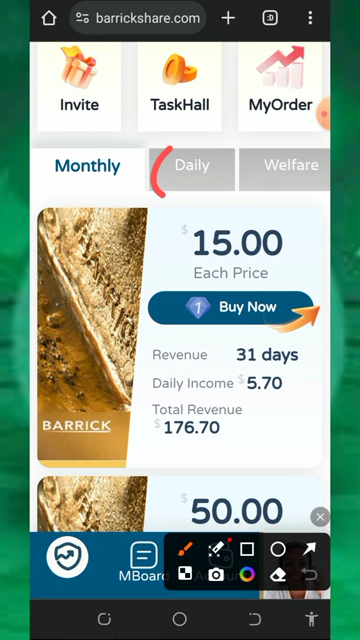 barrickshare.com
:D
Invite
TaskHall
MyOrder
Monthly
Daily
Welfare
$ 15.00
Each Price
1 Buy Now
Revenue 31 days
Daily Income $ 5.70
Total Revenue
$ 176.70
BARRICK
$ 50.00
MBoard